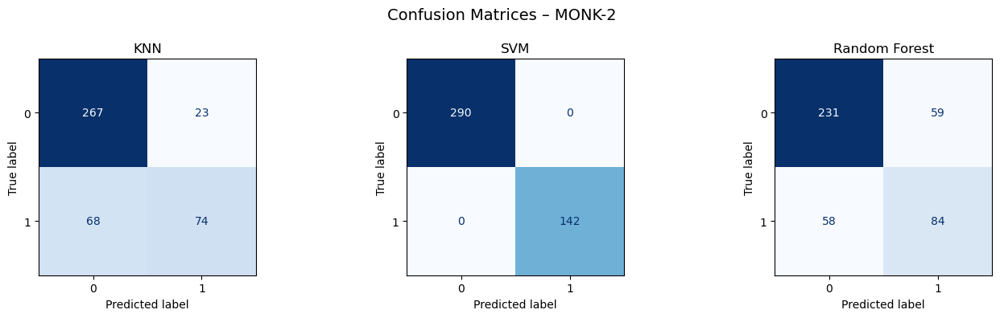 Confusion Matrices – MONK-2
KNN
0
267
23
1
68
74
True label
0
1
Predicted label
SVM
0
290
0
1
0
142
True label
0
1
Predicted label
Random Forest
0
231
59
1
58
84
True label
0
1
Predicted label